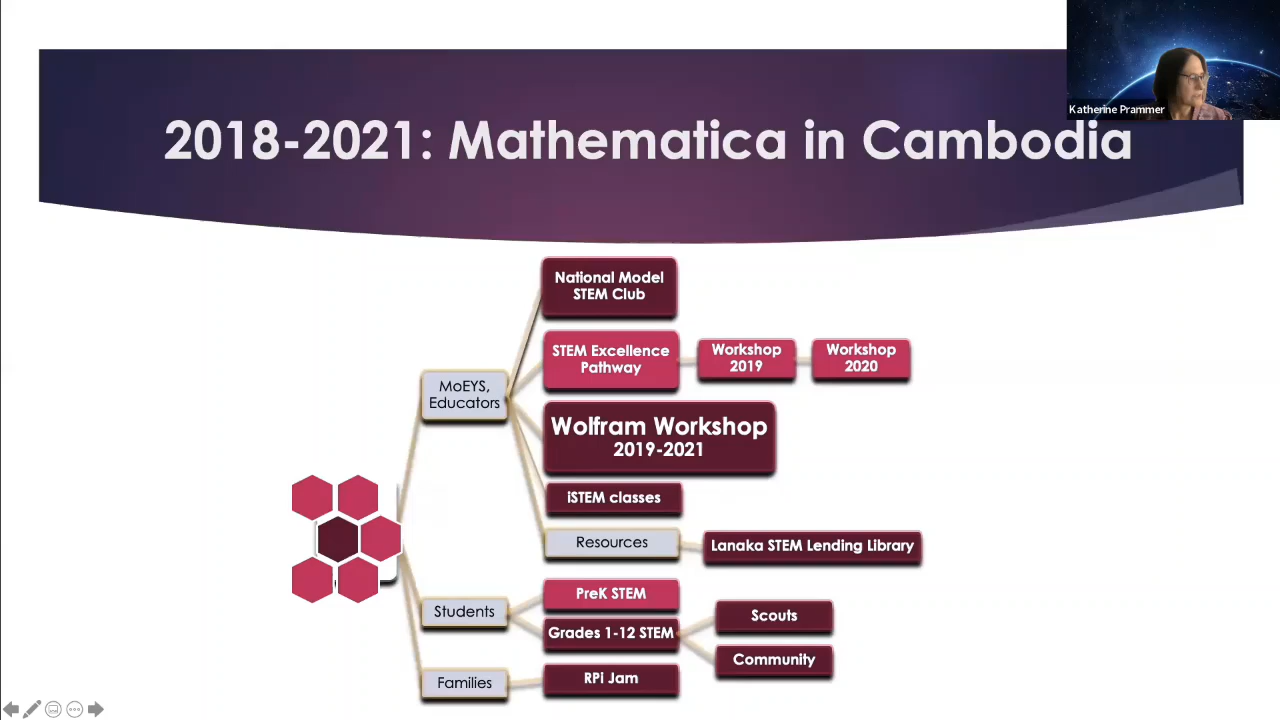 Katherine Prammer
2018-2021: Mathematica in Cambodia
National Model
STEM Club
STEM Excellence
Pathway
Workshop
2019
Workshop
2020
MoEYS,
Educators
Wolfram Workshop
2019-2021
iSTEM classes
Resources
Lanaka STEM Lending Library
PreK STEM
Students
Grades 1-12 STEM
Scouts
Community
Families
RPi Jam